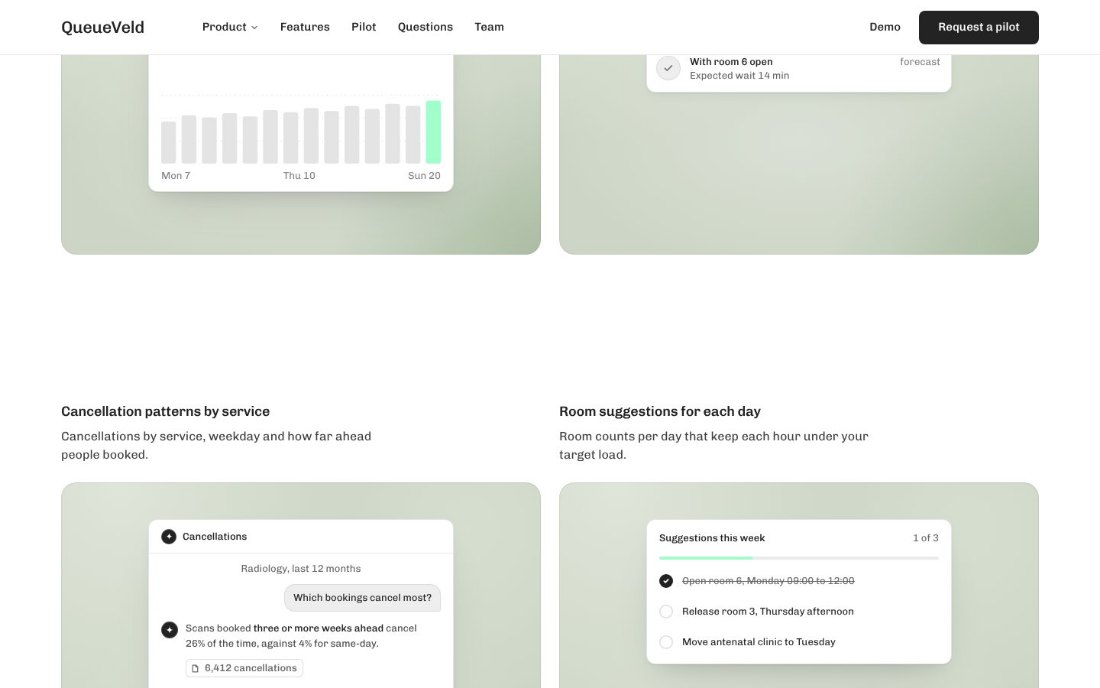 QueueVeld
Product
Features
Pilot
Questions
Team
Demo
Request a pilot
Mon 7
Thu 10
Sun 20
With room 6 open
forecast
Expected wait 14 min
Cancellation patterns by service
Cancellations by service, weekday and how far ahead
people booked.
Room suggestions for each day
Room counts per day that keep each hour under your
target load.
Cancellations
Radiology, last 12 months
Which bookings cancel most?
Scans booked three or more weeks ahead cancel
26% of the time, against 4% for same-day.
6,412 cancellations
Suggestions this week
1 of 3
Open room 6, Monday 09:00 to 12:00
Release room 3, Thursday afternoon
Move antenatal clinic to Tuesday